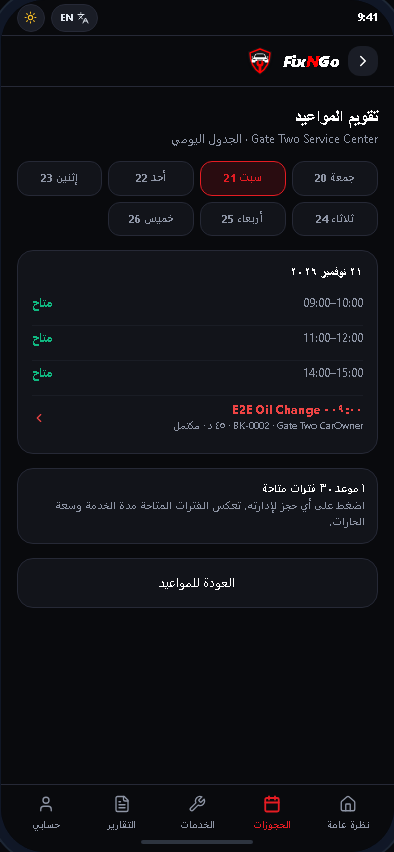 9:41
EN
FixNGo
تقويم المواعيد
Gate Two Service Center · الجدول اليومي
جمعة 20
سبت 21
أحد 22
إثنين 23
ثلاثاء 24
أربعاء 25
خميس 26
٢١ نوفمبر ٢٠٢٦
09:00–10:00 متاح
11:00–12:00 متاح
14:00–15:00 متاح
٠٩:٠٠ · E2E Oil Change
BK-0002 · Gate Two CarOwner · ٤٥ د · مكتمل
١ موعد · ٣ فترات متاحة
اضغط على أي حجز لإدارته. تعكس الفترات المتاحة مدة الخدمة وسعة
الحارات.
العودة للمواعيد
نظرة عامة
الحجوزات
الخدمات
التقارير
حسابي